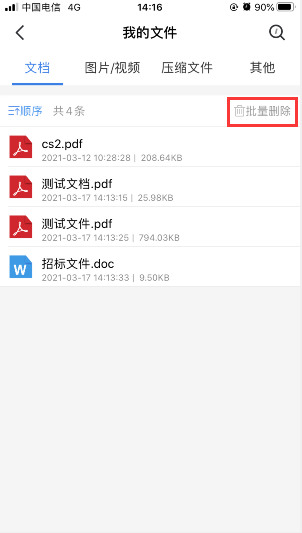 中国电信 4G 14:16 90%
我的文件
文档 图片/视频 压缩文件 其他
顺序 共4条 批量删除
cs2.pdf
2021-03-12 10:28:28 | 208.64KB
测试文档.pdf
2021-03-17 14:13:15 | 25.98KB
测试文件.pdf
2021-03-17 14:13:25 | 794.03KB
W 招标文件.doc
2021-03-17 14:13:33 | 9.50KB